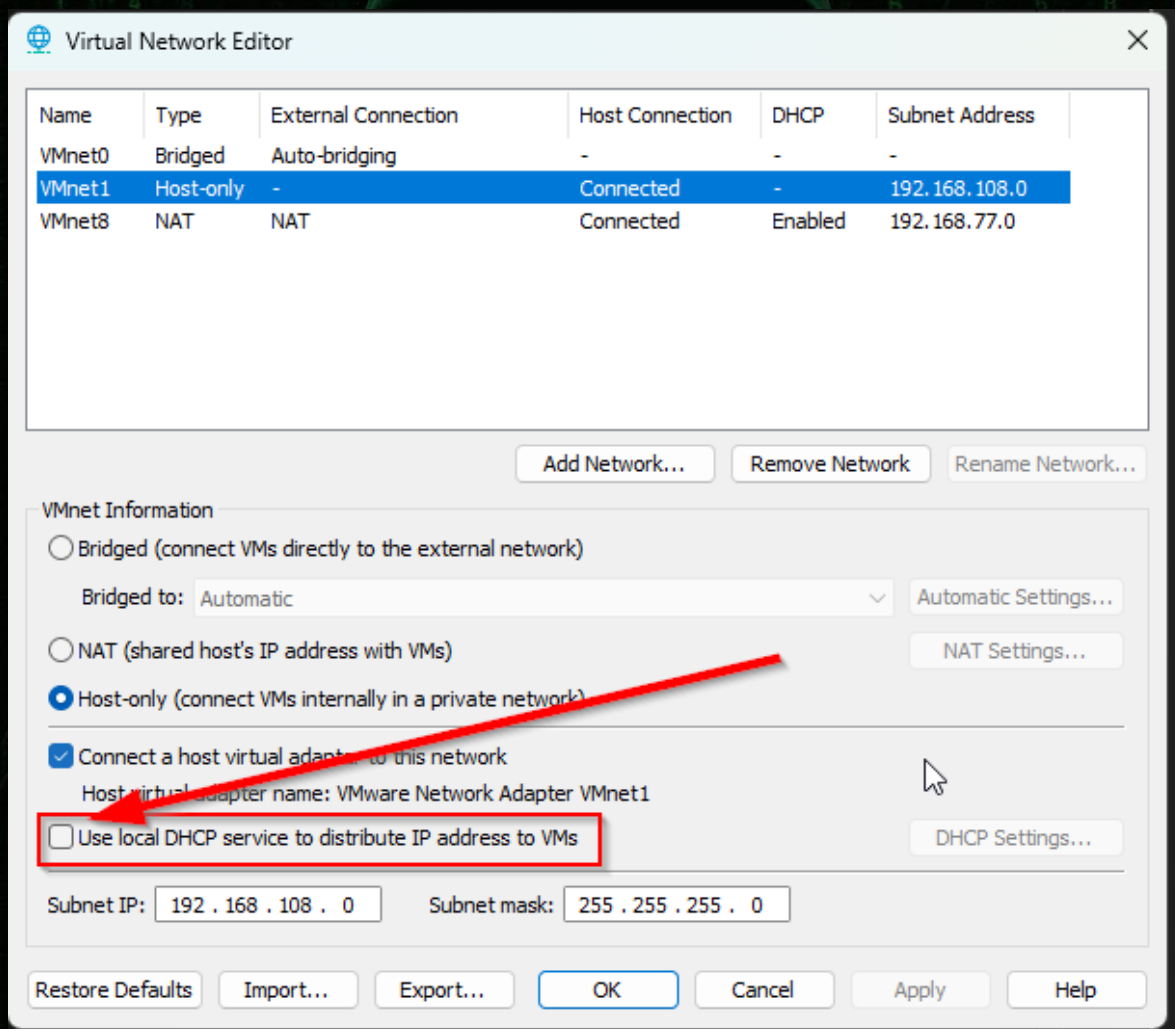 Virtual Network Editor
Name Type External Connection Host Connection DHCP Subnet Address
VMnet0 Bridged Auto-bridging - - -
VMnet1 Host-only - Connected - 192.168.108.0
VMnet8 NAT NAT Connected Enabled 192.168.77.0
Add Network... Remove Network Rename Network...
VMnet Information
Bridged (connect VMs directly to the external network)
Bridged to: Automatic Automatic Settings...
NAT (shared host's IP address with VMs) NAT Settings...
Host-only (connect VMs internally in a private network)
Connect a host virtual adapter to this network
Host virtual adapter name: VMware Network Adapter VMnet1
Use local DHCP service to distribute IP address to VMs DHCP Settings...
Subnet IP: 192 . 168 . 108 . 0 Subnet mask: 255 . 255 . 255 . 0
Restore Defaults Import... Export... OK Cancel Apply Help